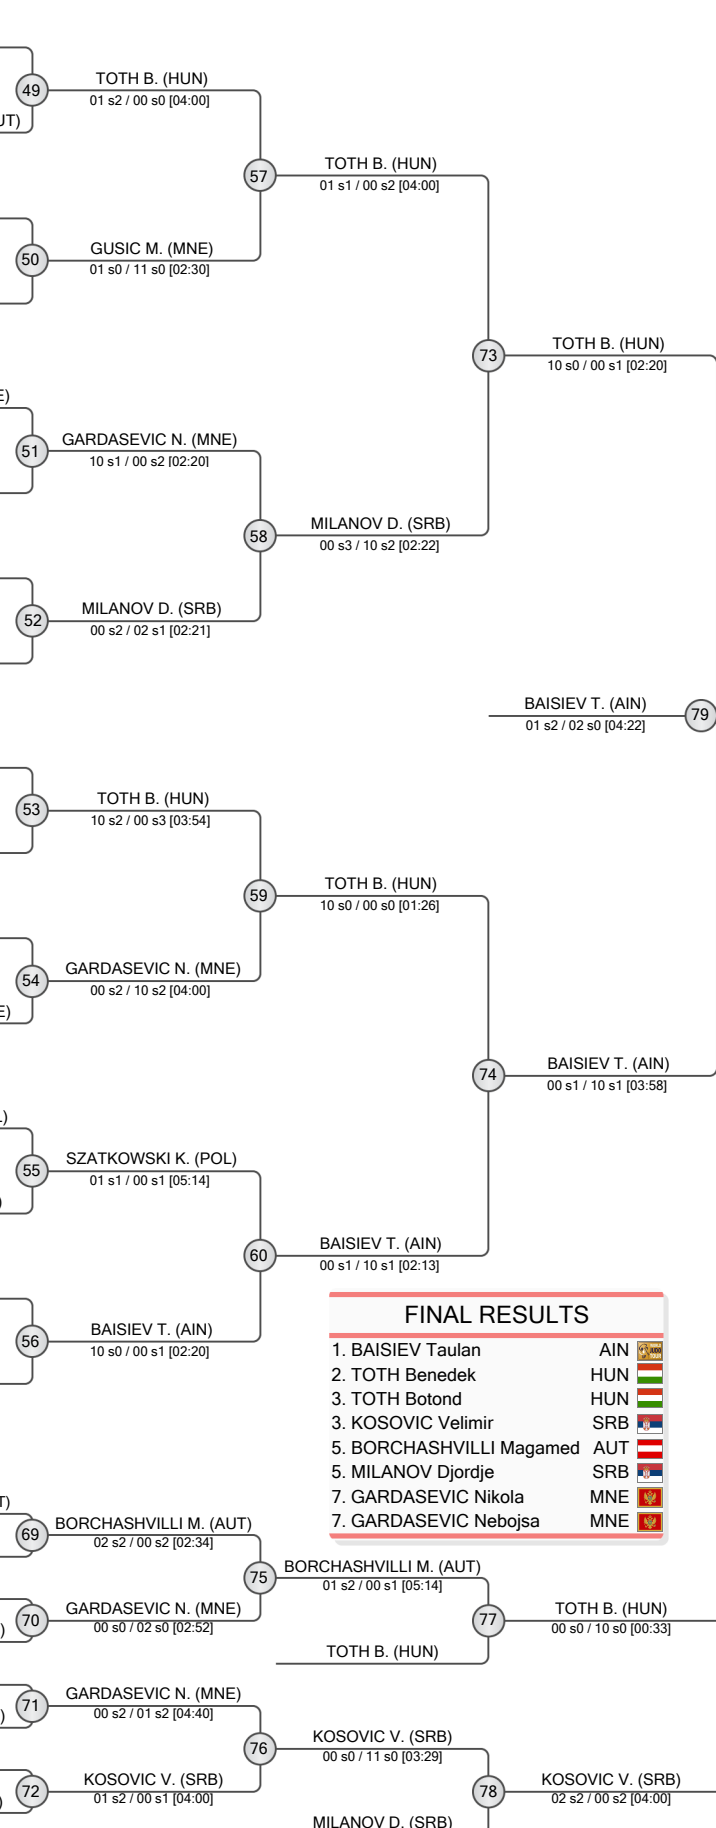 TOTH B. (HUN)
49
01 s2 / 00 s0 [04:00]
UT)
TOTH B. (HUN)
57
01 s1 / 00 s2 [04:00]
GUSIC M. (MNE)
50
01 s0 / 11 s0 [02:30]
TOTH B. (HUN)
73
10 s0 / 00 s1 [02:20]
E)
GARDASEVIC N. (MNE)
51
10 s1 / 00 s2 [02:20]
MILANOV D. (SRB)
58
00 s3 / 10 s2 [02:22]
MILANOV D. (SRB)
52
00 s2 / 02 s1 [02:21]
BAISIEV T. (AIN)
79
01 s2 / 02 s0 [04:22]
TOTH B. (HUN)
53
10 s2 / 00 s3 [03:54]
TOTH B. (HUN)
59
10 s0 / 00 s0 [01:26]
GARDASEVIC N. (MNE)
54
00 s2 / 10 s2 [04:00]
E)
BAISIEV T. (AIN)
74
00 s1 / 10 s1 [03:58]
)
SZATKOWSKI K. (POL)
55
01 s1 / 00 s1 [05:14]
)
BAISIEV T. (AIN)
60
00 s1 / 10 s1 [02:13]
BAISIEV T. (AIN)
56
10 s0 / 00 s1 [02:20]
FINAL RESULTS
1. BAISIEV Taulan AIN
2. TOTH Benedek HUN
3. TOTH Botond HUN
3. KOSOVIC Velimir SRB
5. BORCHASHVILLI Magamed AUT
5. MILANOV Djordje SRB
7. GARDASEVIC Nikola MNE
7. GARDASEVIC Nebojsa MNE
T)
BORCHASHVILLI M. (AUT)
69
02 s2 / 00 s2 [02:34]
BORCHASHVILLI M. (AUT)
75
01 s2 / 00 s1 [05:14]
GARDASEVIC N. (MNE)
70
00 s0 / 02 s0 [02:52]
)
TOTH B. (HUN)
77
00 s0 / 10 s0 [00:33]
TOTH B. (HUN)
GARDASEVIC N. (MNE)
71
00 s2 / 01 s2 [04:40]
)
KOSOVIC V. (SRB)
76
00 s0 / 11 s0 [03:29]
KOSOVIC V. (SRB)
72
01 s2 / 00 s1 [04:00]
)
KOSOVIC V. (SRB)
78
02 s2 / 00 s2 [04:00]
MILANOV D. (SRB)